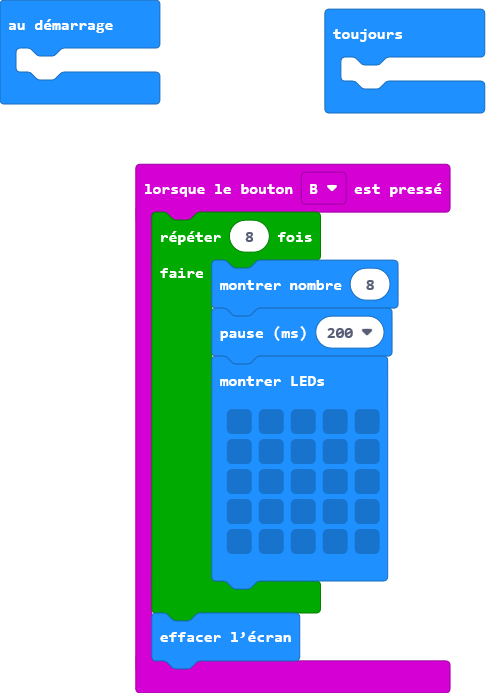 au démarrage
toujours
lorsque le bouton B est pressé
répéter 8 fois
faire
montrer nombre 8
pause (ms) 200
montrer LEDs
effacer l’écran